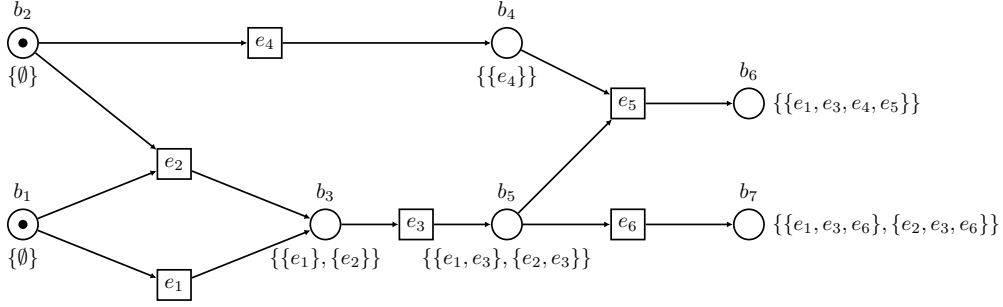 b₂
b₄
e₄
{∅}
{{e₄}}
b₆
e₅
{{e₁, e₃, e₄, e₅}}
e₂
b₁
b₃
b₅
b₇
e₃
e₆
{{e₁, e₃, e₆}, {e₂, e₃, e₆}}
{∅}
{{e₁}, {e₂}}
{{e₁, e₃}, {e₂, e₃}}
e₁